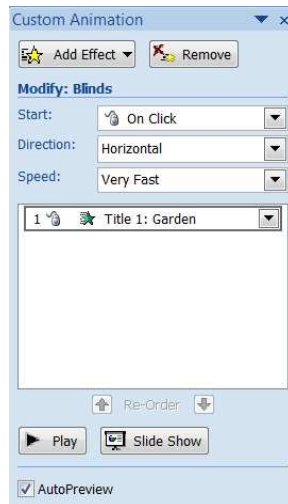 Custom Animation
Add Effect Remove
Modify: Blinds
Start: On Click
Direction: Horizontal
Speed: Very Fast
1 Title 1: Garden
Re-Order
Play Slide Show
AutoPreview